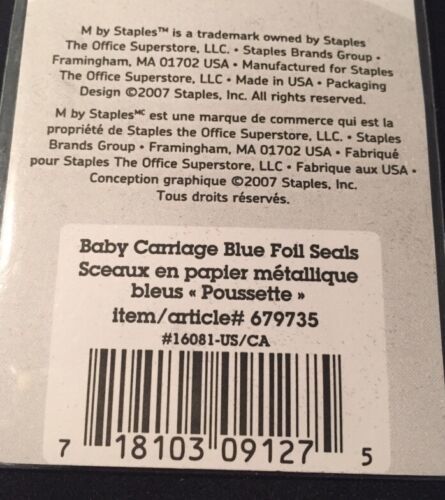 M by Staples™ is a trademark owned by Staples
The Office Superstore, LLC. • Staples Brands Group •
Framingham, MA 01702 USA • Manufactured for Staples
The Office Superstore, LLC • Made in USA • Packaging
Design ©2007 Staples, Inc. All rights reserved.
M by Staples🅪 est une marque de commerce qui est la
propriété de Staples the Office Superstore, LLC. • Staples
Brands Group • Framingham, MA 01702 USA • Fabriqué
pour Staples The Office Superstore, LLC • Fabrique aux USA •
Conception graphique ©2007 Staples, Inc.
Tous droits réservés.
Baby Carriage Blue Foil Seals
Sceaux en papier métallique
bleus « Poussette »
item/article# 679735
#16081-US/CA
7 18103 09127 5